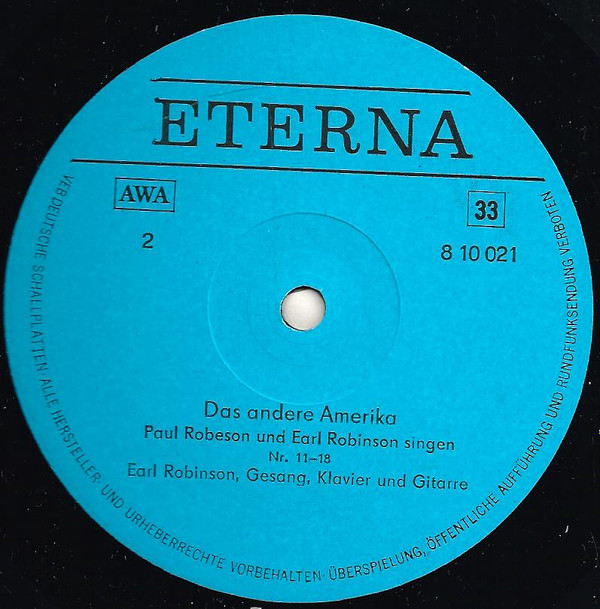 ETERNA
AWA
33
2
8 10 021
Das andere Amerika
Paul Robeson und Earl Robinson singen
Nr. 11–18
Earl Robinson, Gesang, Klavier und Gitarre
VEB DEUTSCHE SCHALLPLATTEN · ALLE HERSTELLER- UND URHEBERRECHTE VORBEHALTEN · ÜBERSPIELUNG, ÖFFENTLICHE AUFFÜHRUNG UND RUNDFUNKSENDUNG VERBOTEN